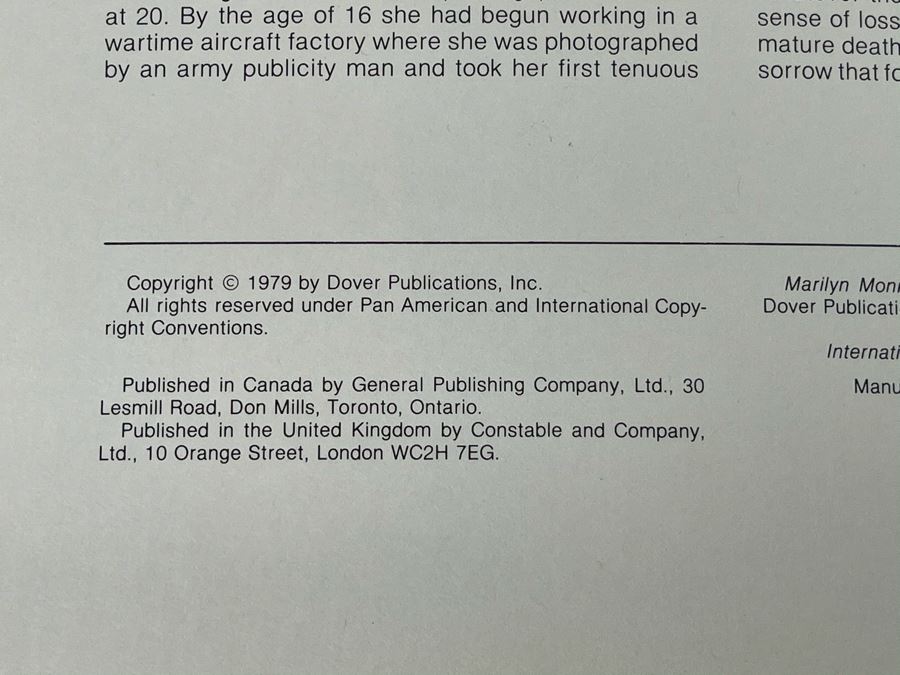 at 20. By the age of 16 she had begun working in a
wartime aircraft factory where she was photographed
by an army publicity man and took her first tenuous
sense of loss
mature death
sorrow that
Copyright © 1979 by Dover Publications, Inc.
All rights reserved under Pan American and International Copy-
right Conventions.
Published in Canada by General Publishing Company, Ltd., 30
Lesmill Road, Don Mills, Toronto, Ontario.
Published in the United Kingdom by Constable and Company,
Ltd., 10 Orange Street, London WC2H 7EG.
Marilyn
Dover